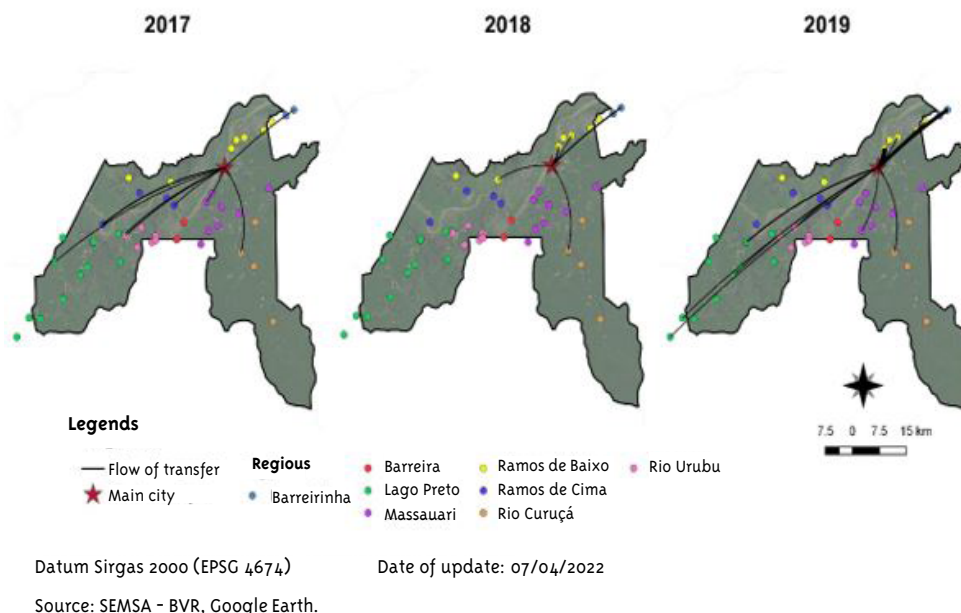 2017 2018 2019
7.5 0 7.5 15 km
Legends
Flow of transfer
Main city
Regious
Barreirinha
Barreira
Lago Preto
Massauari
Ramos de Baixo
Ramos de Cima
Rio Curuçá
Rio Urubu
Datum Sirgas 2000 (EPSG 4674) Date of update: 07/04/2022
Source: SEMSA - BVR, Google Earth.